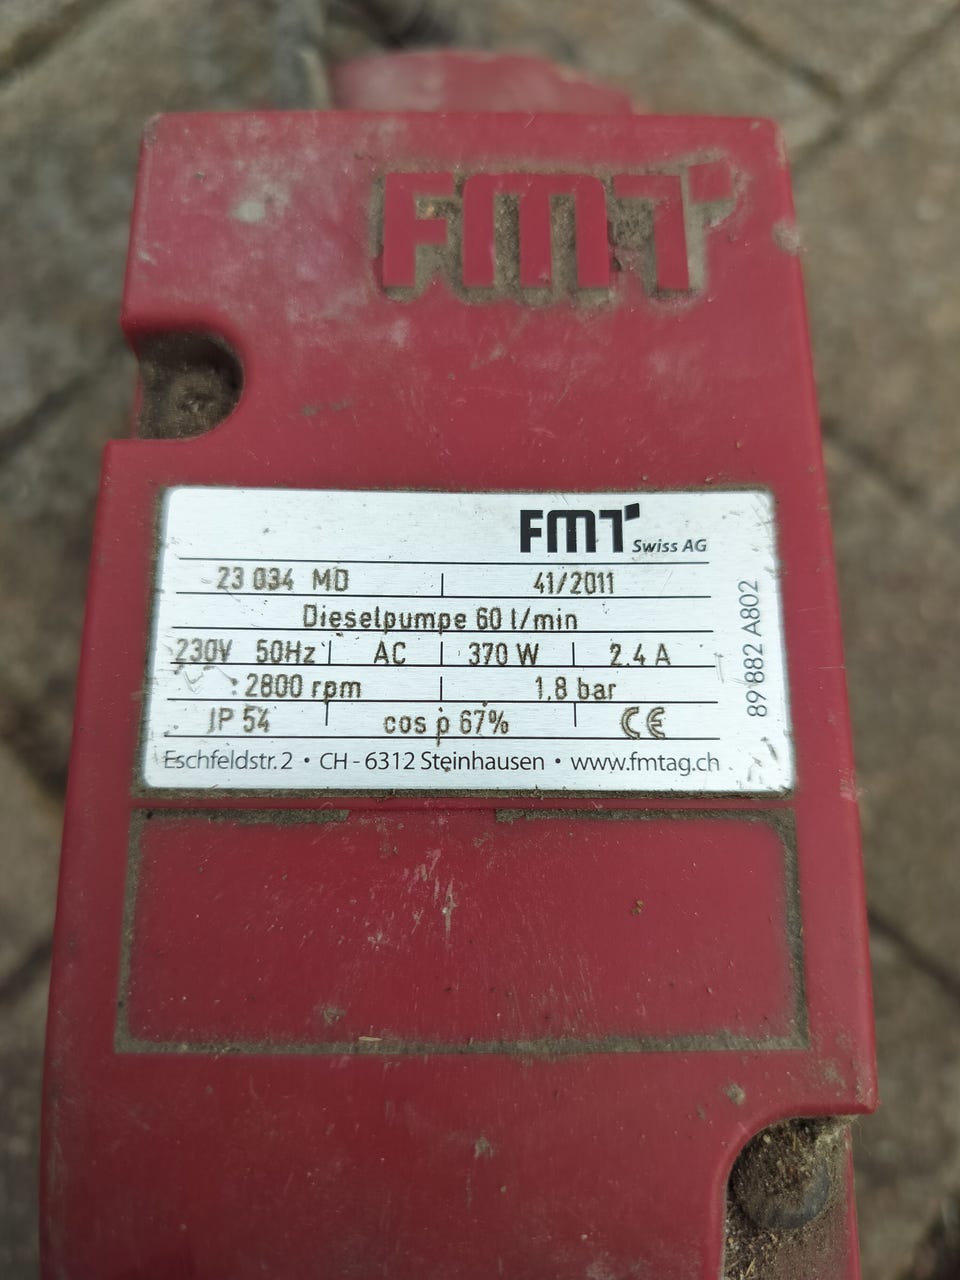 FMT
FMT Swiss AG
23 034 MD 41/2011
Dieselpumpe 60 l/min
230V 50Hz AC 370 W 2.4 A
: 2800 rpm 1,8 bar
IP 54 cos ρ 67% CE
Eschfeldstr. 2 • CH - 6312 Steinhausen • www.fmtag.ch
89 882 A802